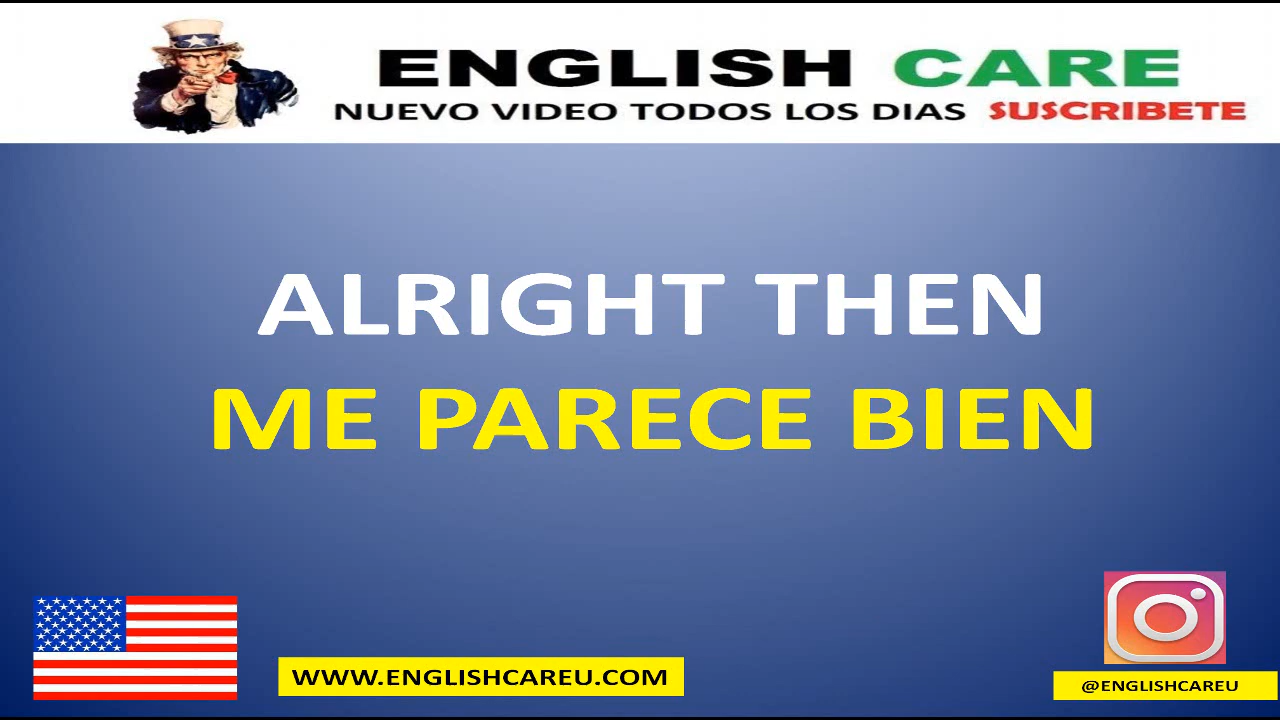 ENGLISH CARE
NUEVO VIDEO TODOS LOS DIAS SUSCRIBETE
ALRIGHT THEN
ME PARECE BIEN
WWW.ENGLISHCAREU.COM
@ENGLISHCAREU